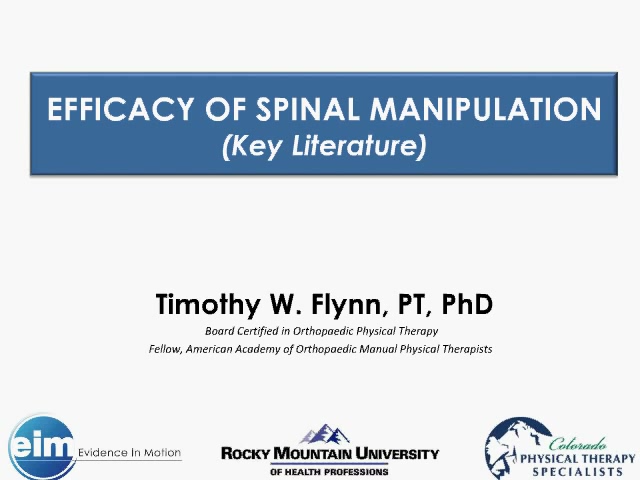 EFFICACY OF SPINAL MANIPULATION
(Key Literature)
Timothy W. Flynn, PT, PhD
Board Certified in Orthopaedic Physical Therapy
Fellow, American Academy of Orthopaedic Manual Physical Therapists
eim Evidence In Motion
ROCKY MOUNTAIN UNIVERSITY
OF HEALTH PROFESSIONS
Colorado
PHYSICAL THERAPY
SPECIALISTS